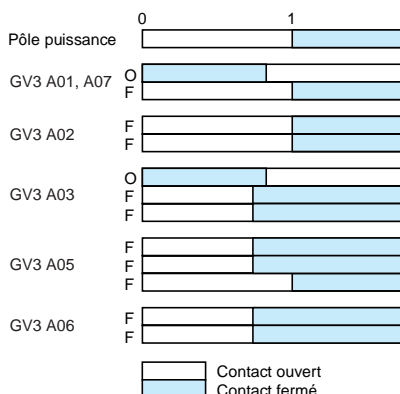 0 1
Pôle puissance
GV3 A01, A07 O
F
GV3 A02 F
F
GV3 A03 O
F
F
GV3 A05 F
F
F
GV3 A06 F
F
Contact ouvert
Contact fermé